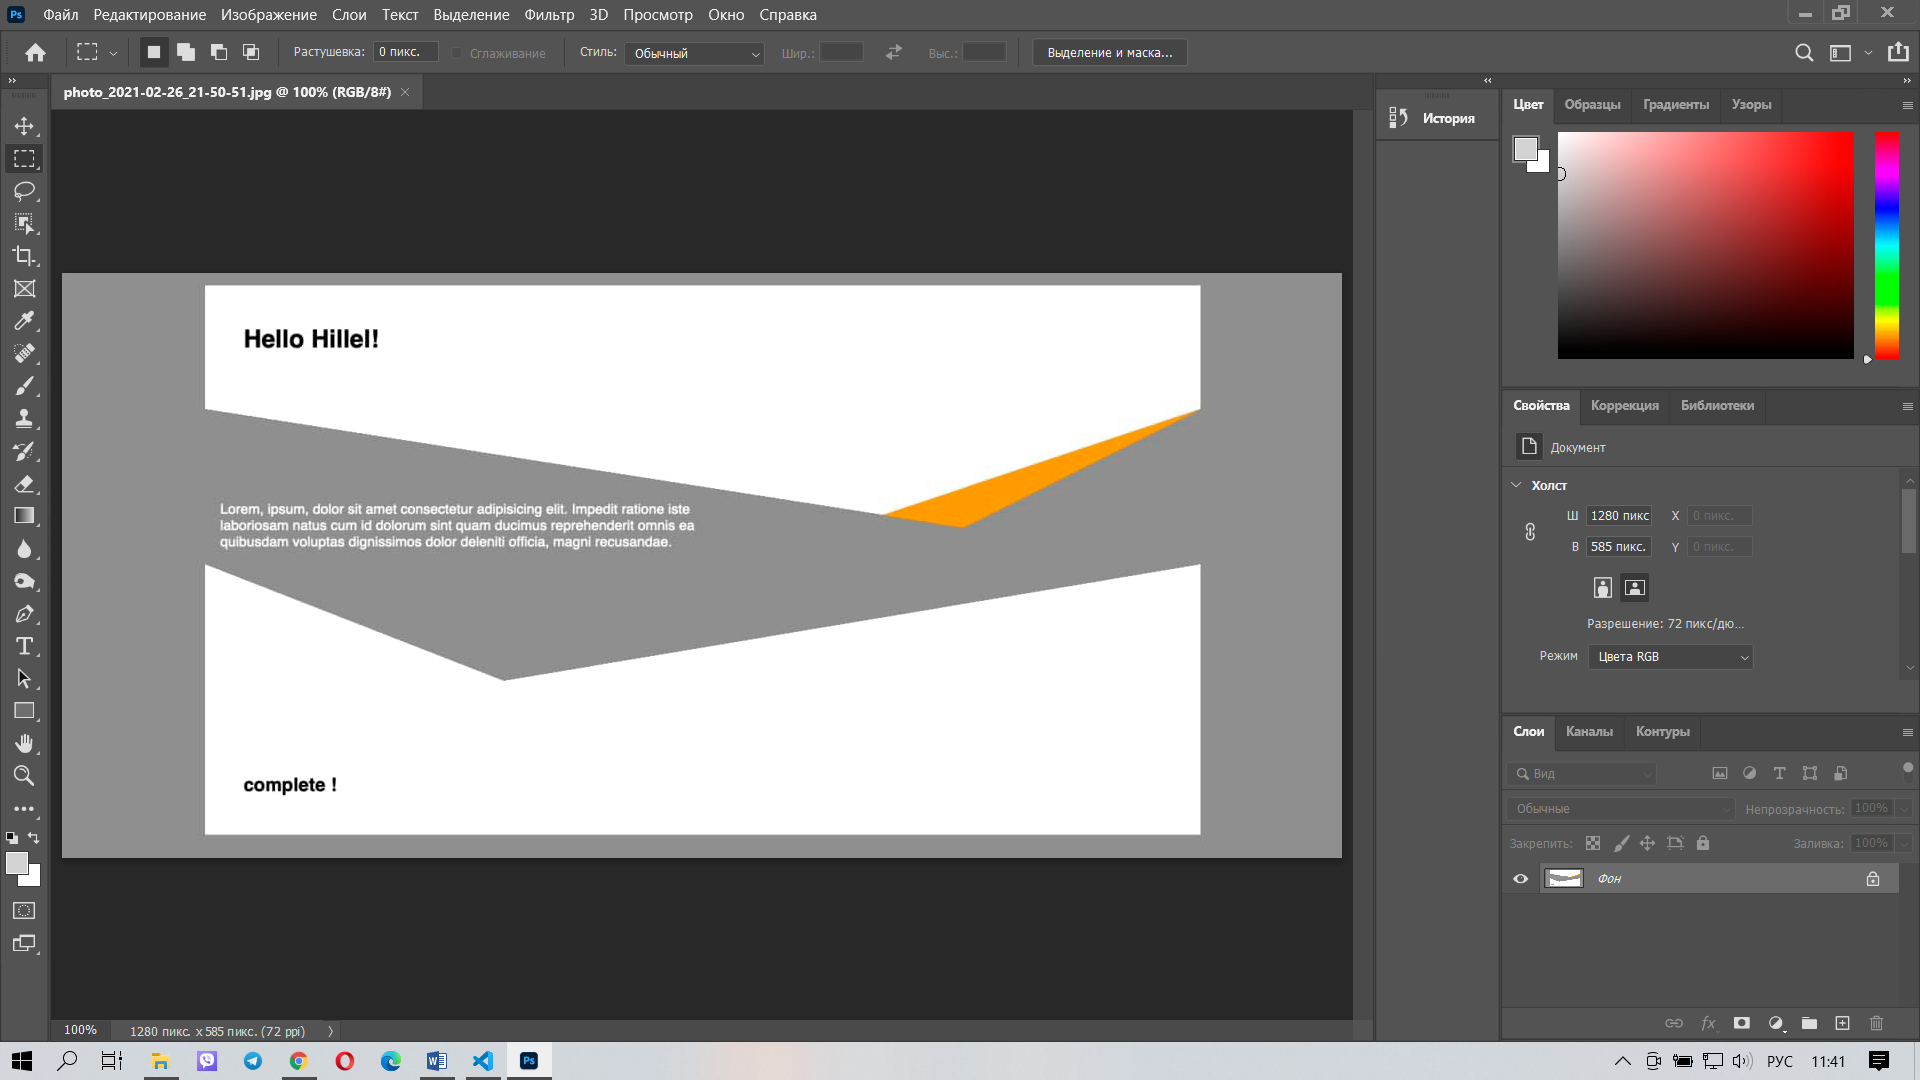 Ps Файл Редактирование Изображение Слои Текст Выделение Фильтр 3D Просмотр Окно Справка
Растушевка: 0 пикс. Сглаживание Стиль: Обычный Шир.: Выс.: Выделение и маска...
photo_2021-02-26_21-50-51.jpg @ 100% (RGB/8#)
История
Цвет Образцы Градиенты Узоры
Hello Hillel!
Lorem, ipsum, dolor sit amet consectetur adipisicing elit. Impedit ratione iste
laboriosam natus cum id dolorum sint quam ducimus reprehenderit omnis ea
quibusdam voluptas dignissimos dolor deleniti officia, magni recusandae.
complete !
Свойства Коррекция Библиотеки
Документ
Холст
Ш 1280 пикс X 0 пикс.
В 585 пикс. Y 0 пикс.
Разрешение: 72 пикс/дю...
Режим Цвета RGB
Слои Каналы Контуры
Вид
Обычные Непрозрачность: 100%
Закрепить: Заливка: 100%
Фон
fx
100% 1280 пикс. x 585 пикс. (72 ppi)
Ps РУС 11:41